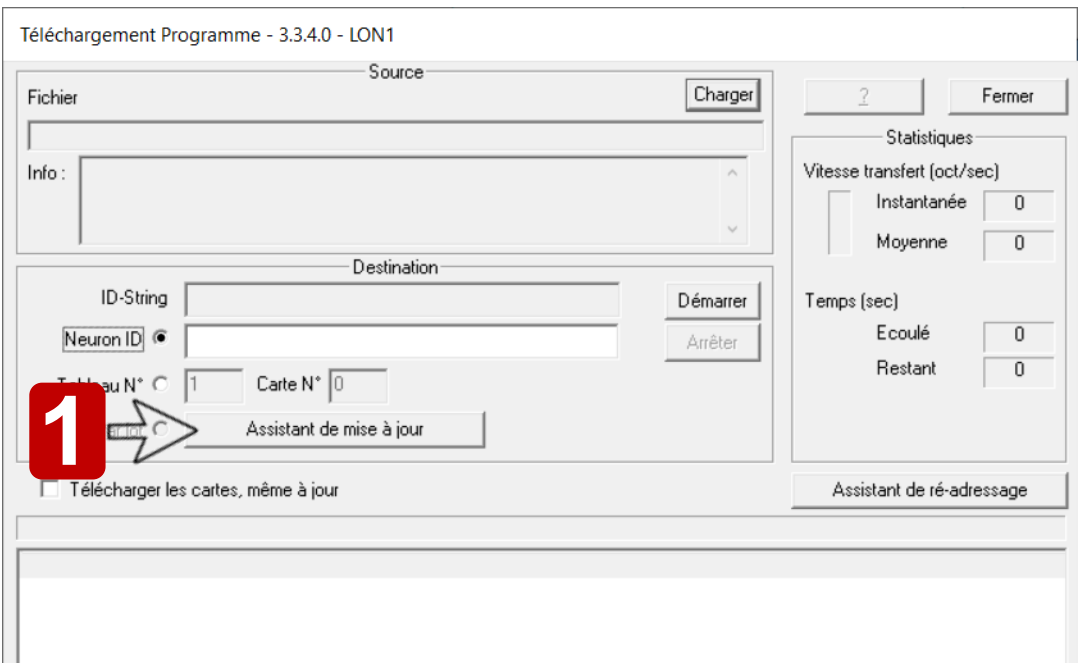 Téléchargement Programme - 3.3.4.0 - LON1
Source
Fichier
Charger
?
Fermer
Info :
Statistiques
Vitesse transfert (oct/sec)
Instantanée 0
Moyenne 0
Destination
ID-String
Démarrer
Temps (sec)
Neuron ID
Arrêter
Ecoulé 0
Restant 0
N° 1 Carte N° 0
1
Assistant de mise à jour
Télécharger les cartes, même à jour
Assistant de ré-adressage